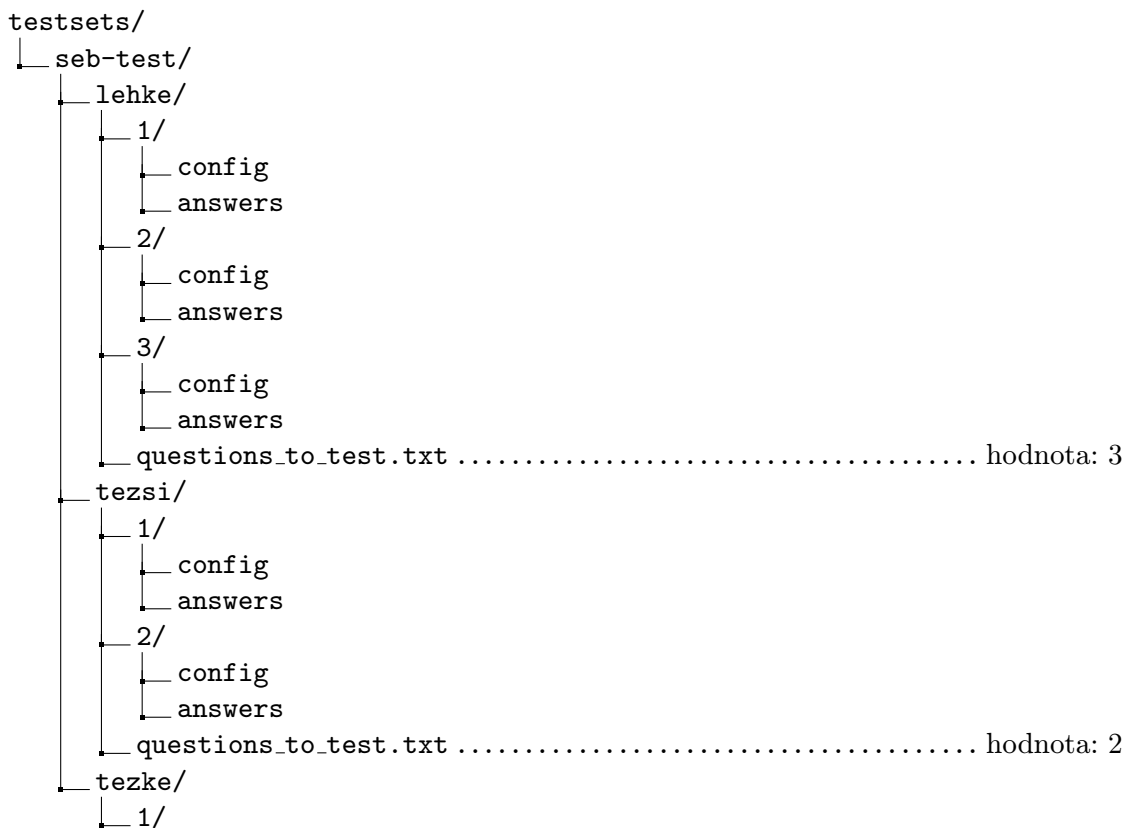 testsets/
seb-test/
lehke/
1/
config
answers
2/
config
answers
3/
config
answers
questions_to_test.txt ..................................... hodnota: 3
tezsi/
1/
config
answers
2/
config
answers
questions_to_test.txt ..................................... hodnota: 2
tezke/
1/